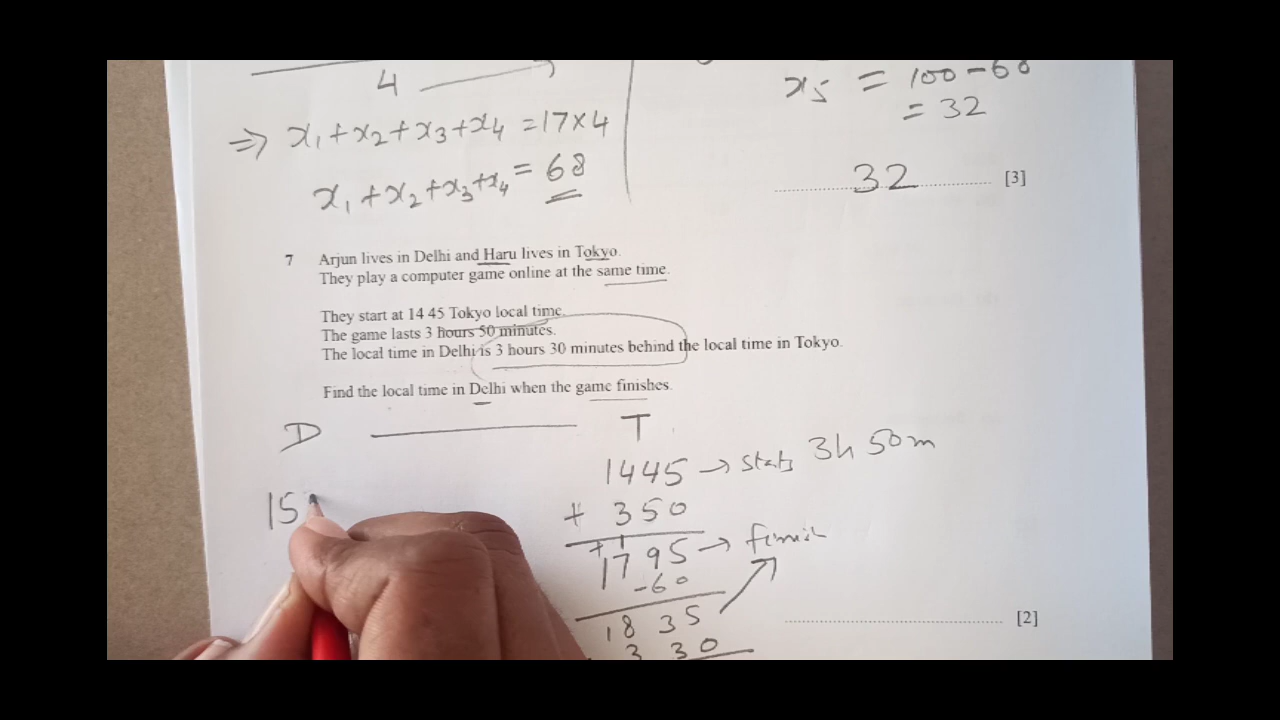 4
x5 = 100-68
= 32
⇒ x1+x2+x3+x4 = 17×4
x1+x2+x3+x4 = 68
32 [3]
7 Arjun lives in Delhi and Haru lives in Tokyo.
They play a computer game online at the same time.
They start at 14 45 Tokyo local time.
The game lasts 3 hours 50 minutes.
The local time in Delhi is 3 hours 30 minutes behind the local time in Tokyo.
Find the local time in Delhi when the game finishes.
D T
1445 → 3h 50m
+ 350
+1
1795 →
-60
1835
3 30
15
[2]